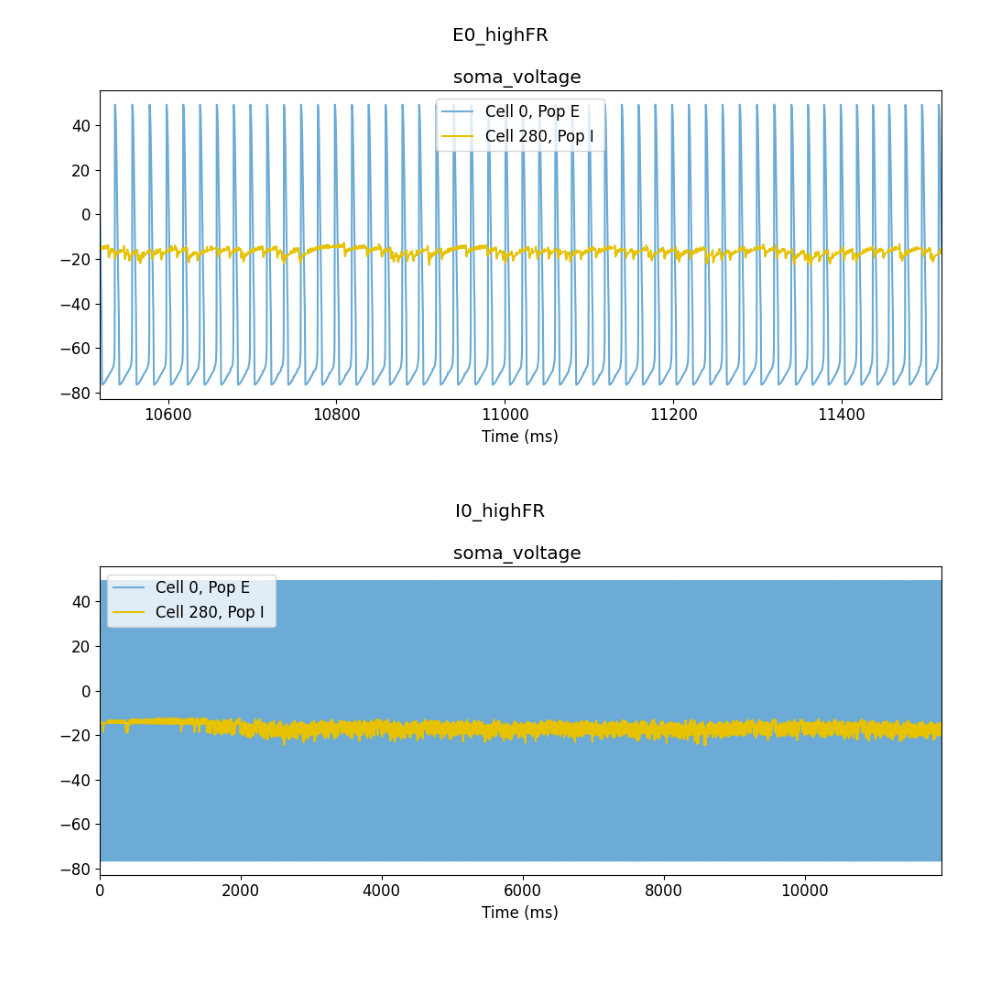 E0_highFR
soma_voltage
Cell 0, Pop E
Cell 280, Pop I
40
20
0
−20
−40
−60
−80
10600 10800 11000 11200 11400
Time (ms)
I0_highFR
soma_voltage
Cell 0, Pop E
Cell 280, Pop I
40
20
0
−20
−40
−60
−80
0 2000 4000 6000 8000 10000
Time (ms)